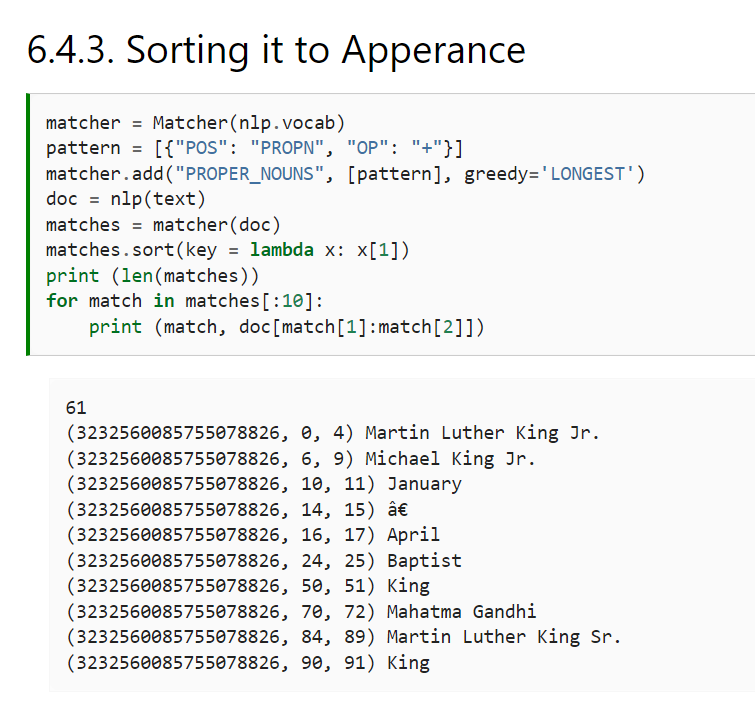 6.4.3. Sorting it to Apperance
matcher = Matcher(nlp.vocab)
pattern = [{"POS": "PROPN", "OP": "+"}]
matcher.add("PROPER_NOUNS", [pattern], greedy='LONGEST')
doc = nlp(text)
matches = matcher(doc)
matches.sort(key = lambda x: x[1])
print (len(matches))
for match in matches[:10]:
    print (match, doc[match[1]:match[2]])
61
(3232560085755078826, 0, 4) Martin Luther King Jr.
(3232560085755078826, 6, 9) Michael King Jr.
(3232560085755078826, 10, 11) January
(3232560085755078826, 14, 15) â€
(3232560085755078826, 16, 17) April
(3232560085755078826, 24, 25) Baptist
(3232560085755078826, 50, 51) King
(3232560085755078826, 70, 72) Mahatma Gandhi
(3232560085755078826, 84, 89) Martin Luther King Sr.
(3232560085755078826, 90, 91) King